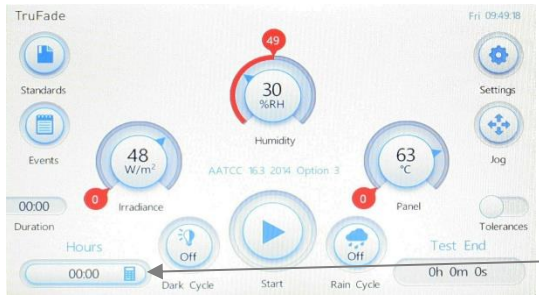 TruFade
Fri 09:49:18
49
Standards
30
%RH
Settings
Humidity
Events
48
W/m²
AATCC 16.3 2014 Option 3
63
°C
Jog
0
Irradiance
0
Panel
00:00
Duration
Tolerances
Hours
Off
Off
Test End
00:00
Dark Cycle
Start
Rain Cycle
0h 0m 0s